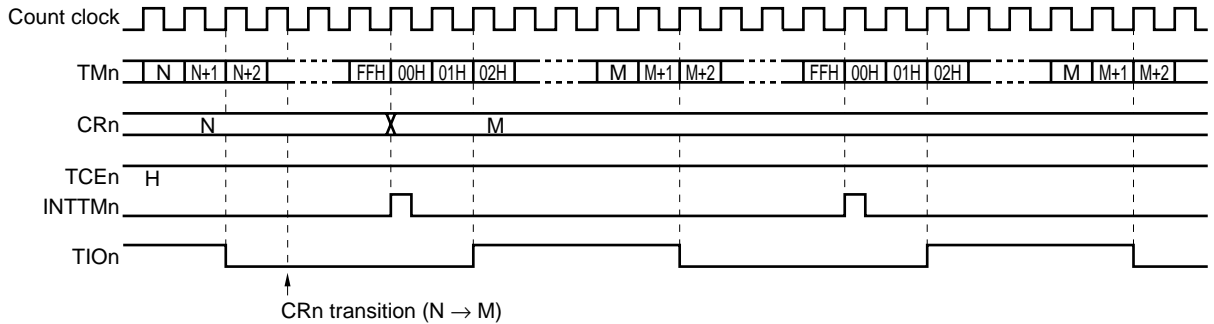 Count clock
TMn N N+1 N+2 FFH 00H 01H 02H M M+1 M+2 FFH 00H 01H 02H M M+1 M+2
CRn N M
TCEn H
INTTMn
TIOn
CRn transition (N → M)